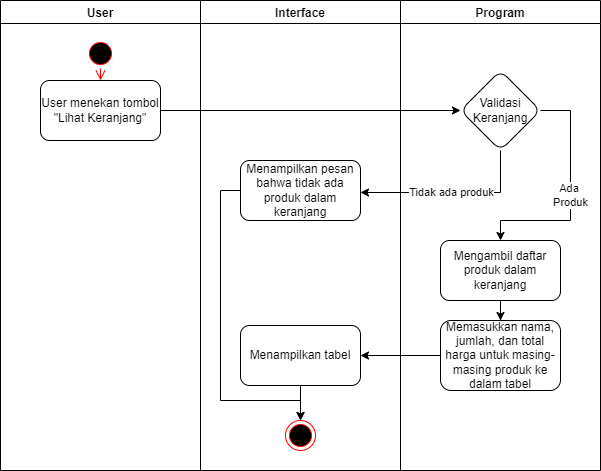 User
Interface
Program
User menekan tombol
"Lihat Keranjang"
Validasi
Keranjang
Menampilkan pesan
bahwa tidak ada
produk dalam
keranjang
Tidak ada produk
Ada
Produk
Mengambil daftar
produk dalam
keranjang
Memasukkan nama,
jumlah, dan total
harga untuk masing-
masing produk ke
dalam tabel
Menampilkan tabel